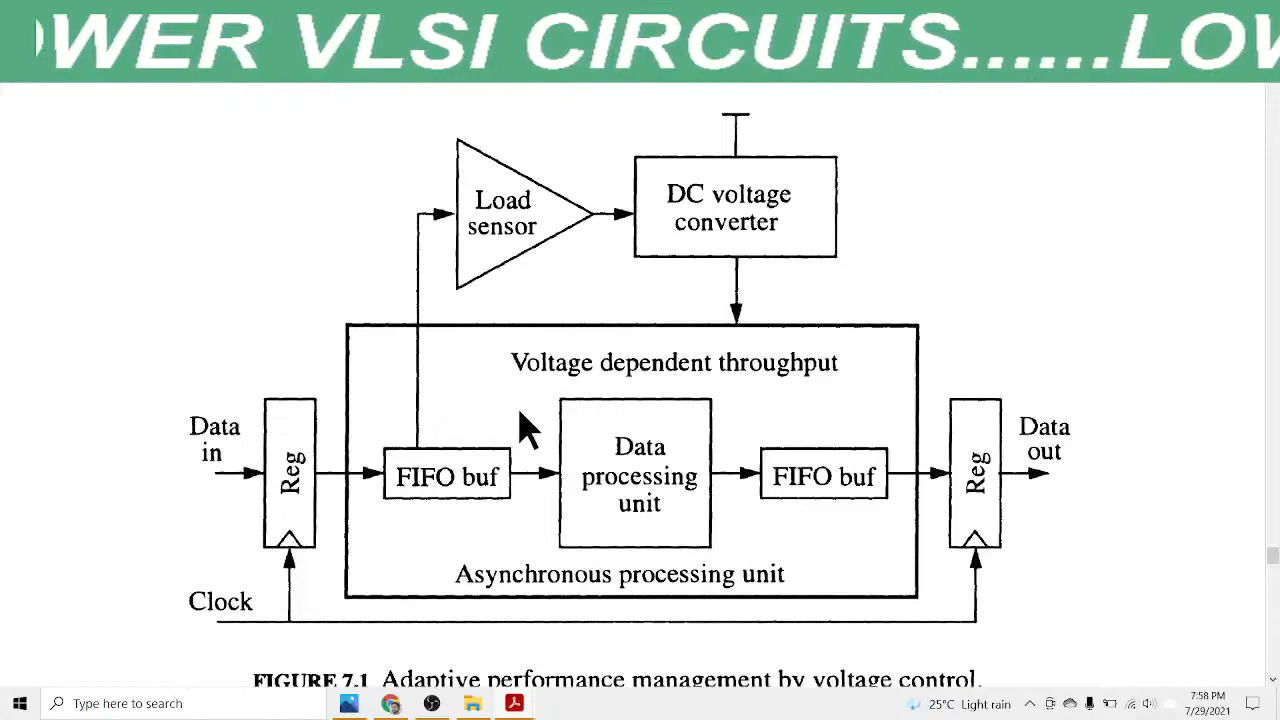 OWER VLSI CIRCUITS......LOW
Load
sensor
DC voltage
converter
Voltage dependent throughput
Data
in
Reg
FIFO buf
Data
processing
unit
FIFO buf
Reg
Data
out
Asynchronous processing unit
Clock
FIGURE 7.1 Adaptive performance management by voltage control.
Type here to search
25°C Light rain
7:58 PM
7/29/2021